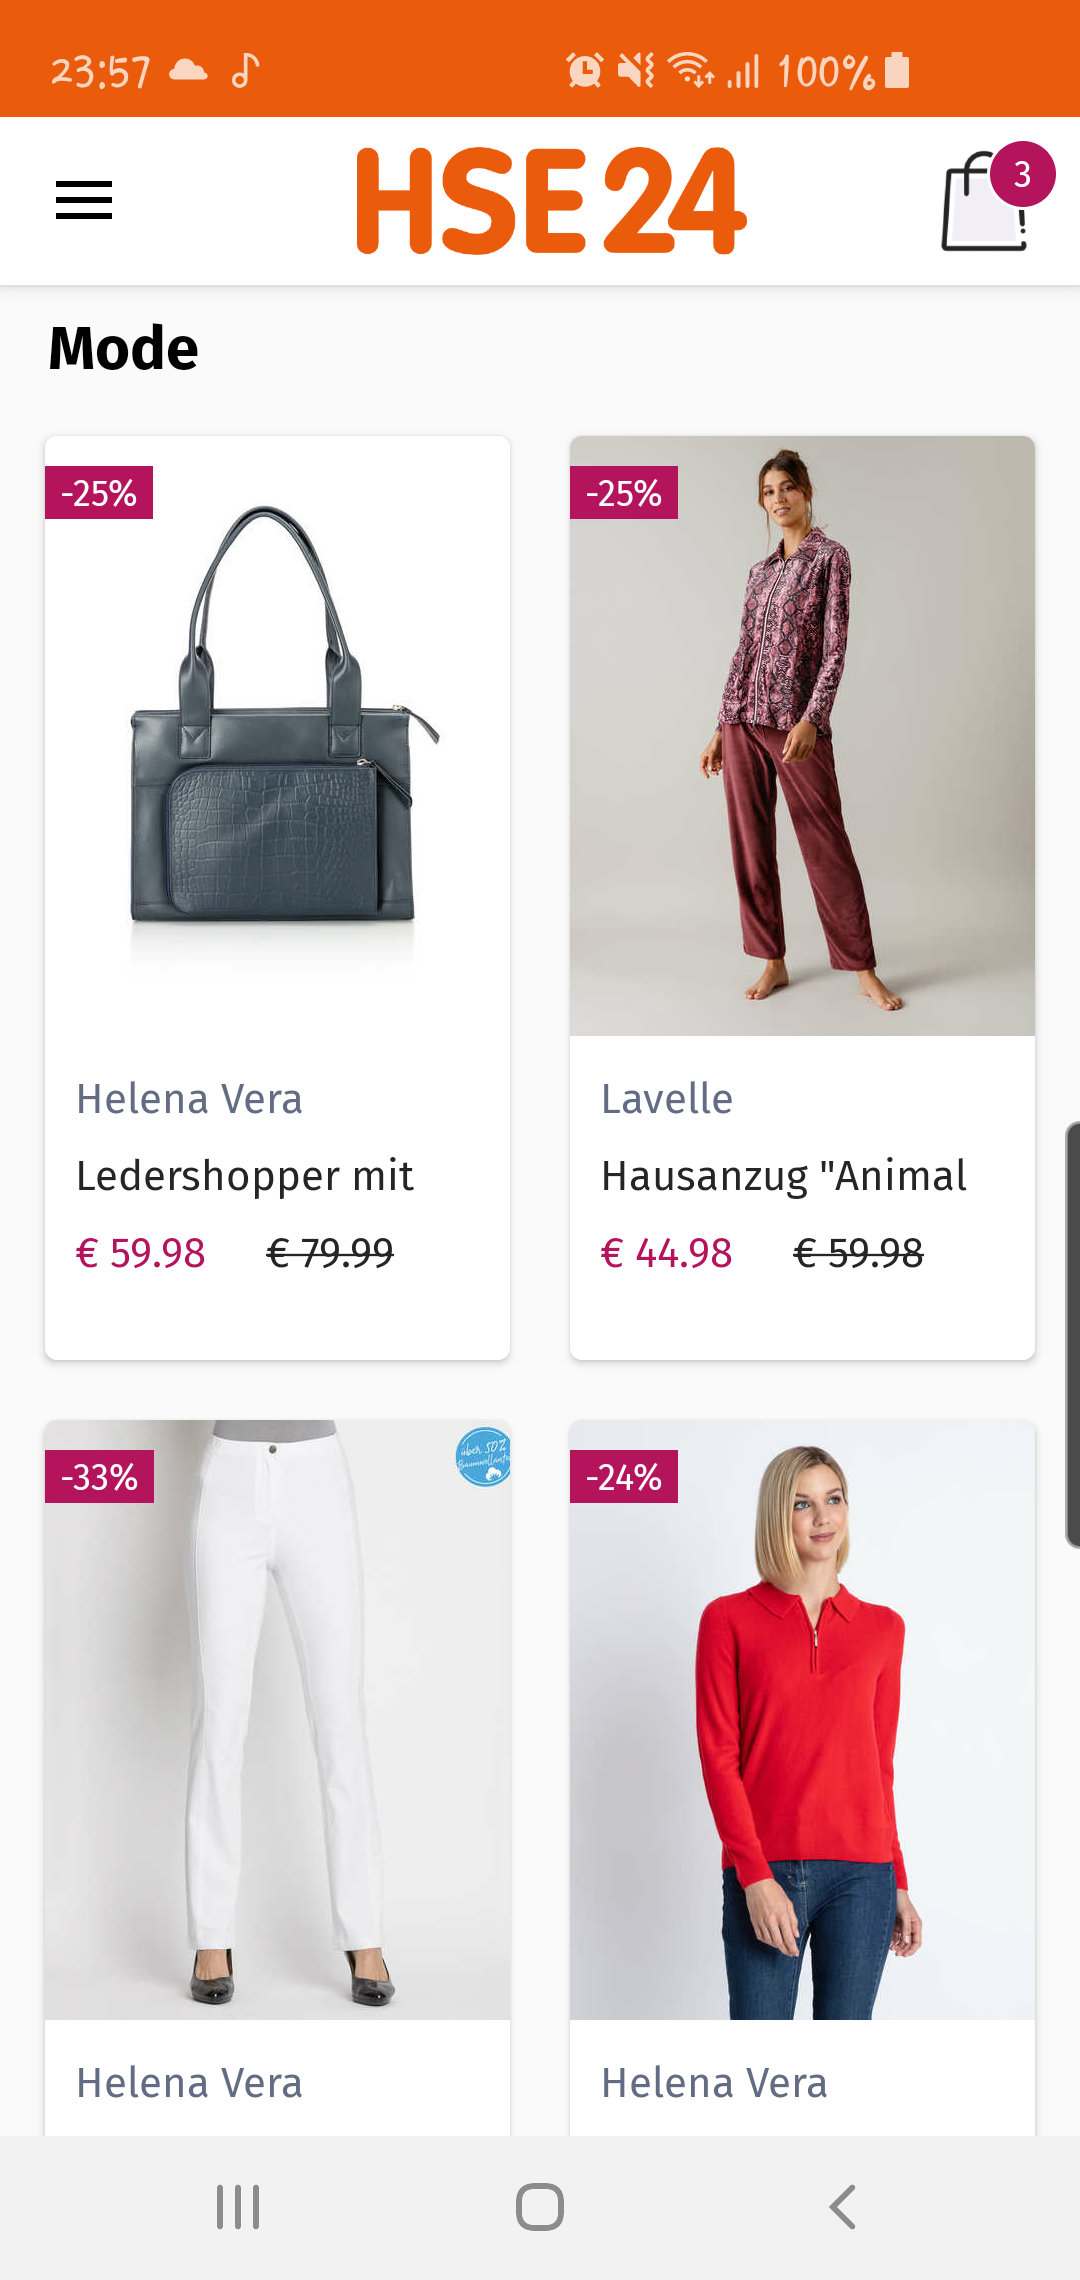 23:57 100%
HSE24 3
Mode
-25% -25%
Helena Vera Lavelle
Ledershopper mit Hausanzug "Animal
€ 59.98 € 79.99 € 44.98 € 59.98
-33% über 50% -24%
Helena Vera Helena Vera